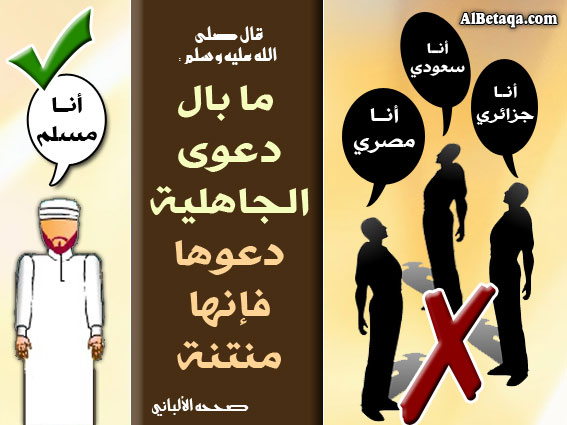 AlBetaqa.com
أنا
سعودي
أنا
جزائري
أنا
مصري
قال صلى
الله عليه وسلم :
ما بال
دعوى
الجاهلية
دعوها
فإنها
منتنة
صححه الألباني
أنا
مسلم